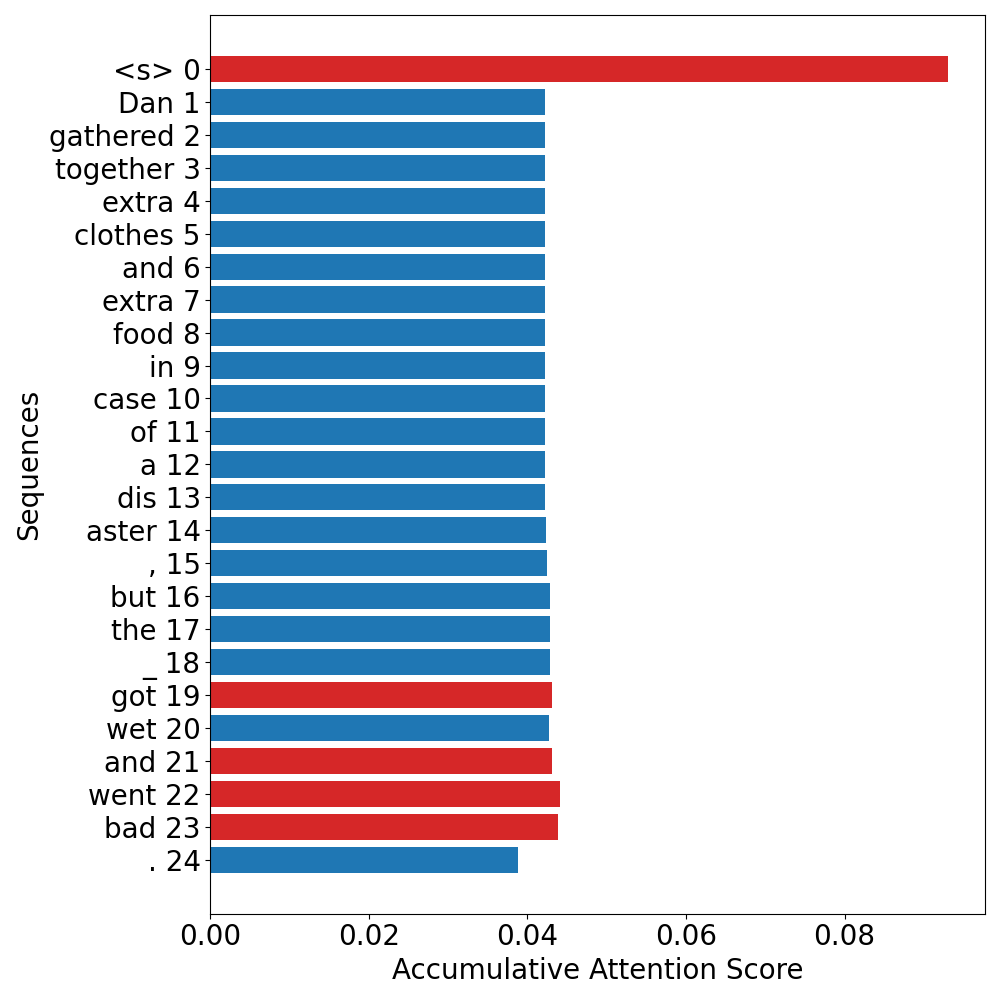 <s> 0
Dan 1
gathered 2
together 3
extra 4
clothes 5
and 6
extra 7
food 8
in 9
case 10
of 11
a 12
dis 13
aster 14
, 15
but 16
the 17
_ 18
got 19
wet 20
and 21
went 22
bad 23
. 24
Sequences
0.00 0.02 0.04 0.06 0.08
Accumulative Attention Score